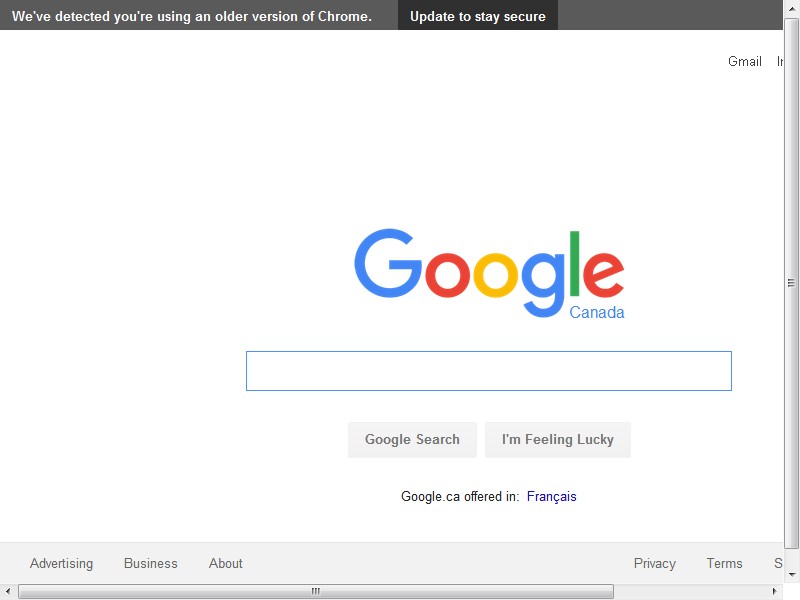 We've detected you're using an older version of Chrome. Update to stay secure
Gmail
Google
Canada
Google Search I'm Feeling Lucky
Google.ca offered in: Français
Advertising Business About Privacy Terms